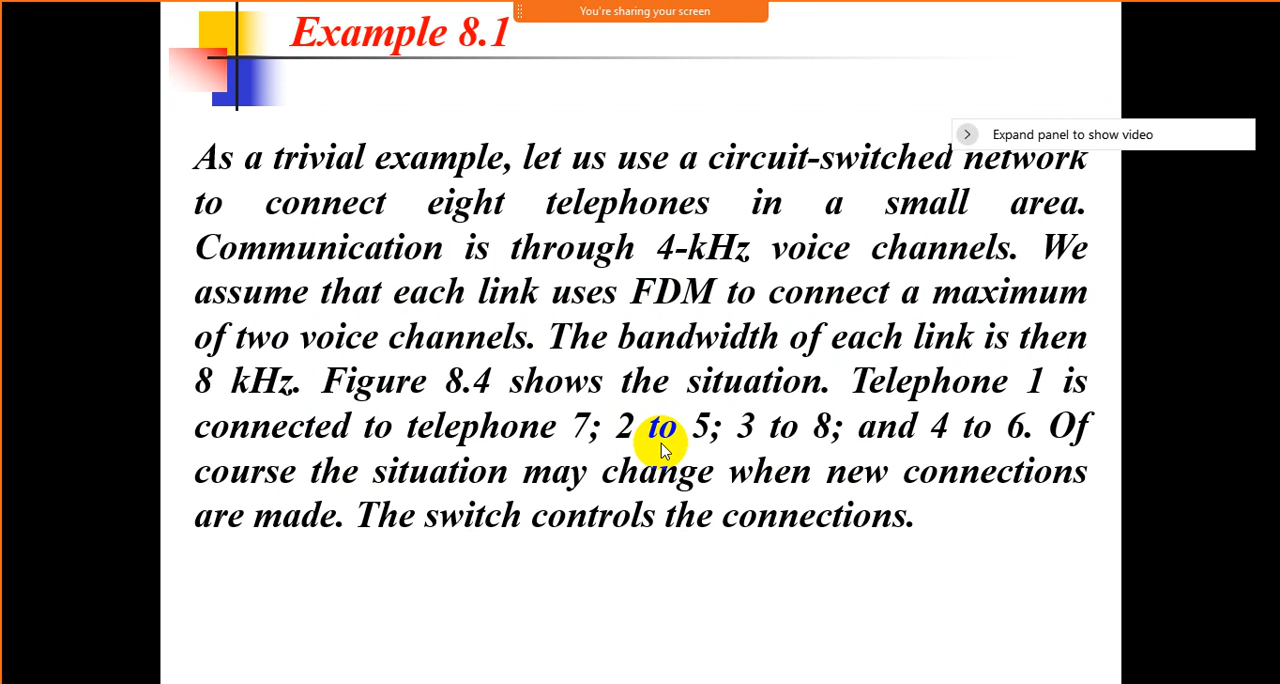 You're sharing your screen
Example 8.1
Expand panel to show video
As a trivial example, let us use a circuit-switched network
to connect eight telephones in a small area.
Communication is through 4-kHz voice channels. We
assume that each link uses FDM to connect a maximum
of two voice channels. The bandwidth of each link is then
8 kHz. Figure 8.4 shows the situation. Telephone 1 is
connected to telephone 7; 2 to 5; 3 to 8; and 4 to 6. Of
course the situation may change when new connections
are made. The switch controls the connections.